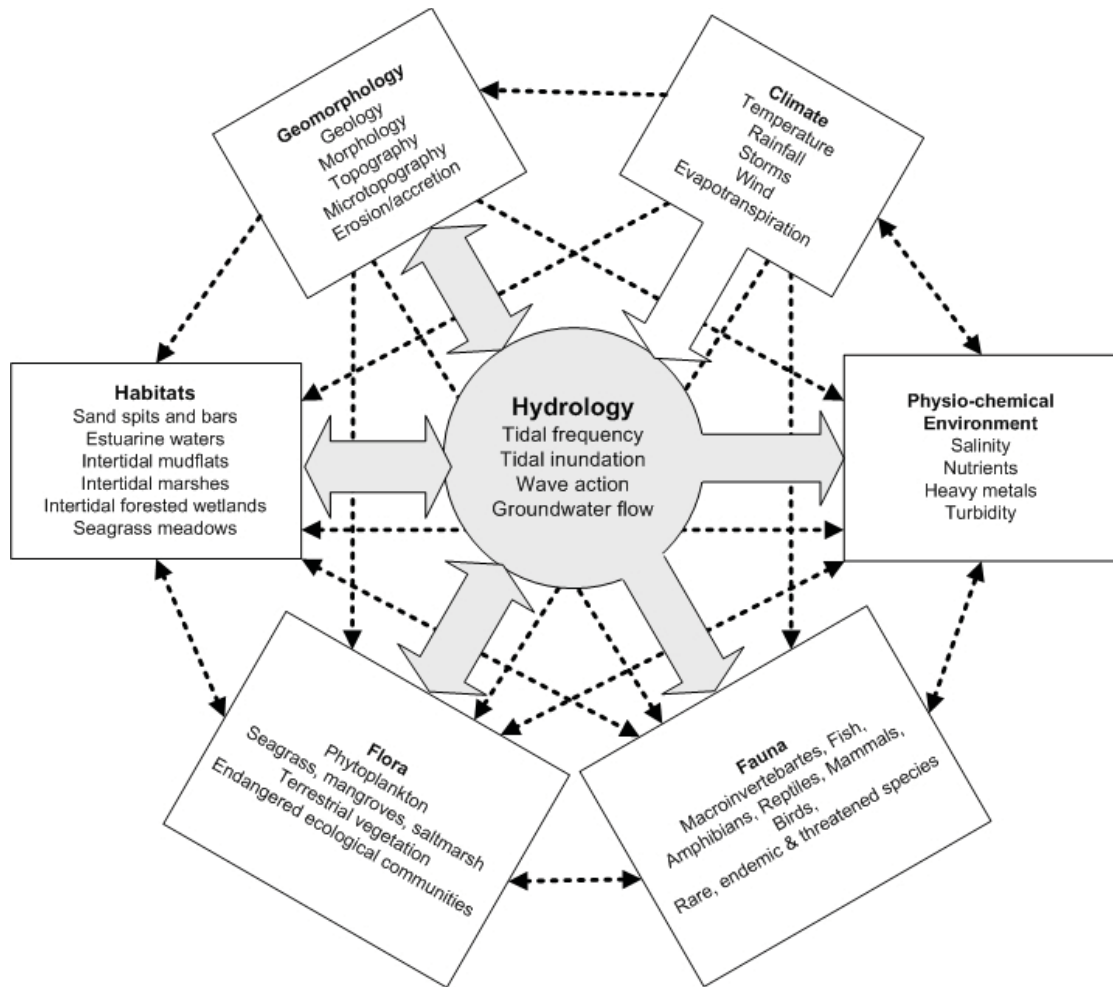 Geomorphology
Geology
Morphology
Topography
Microtopography
Erosion/accretion
Climate
Temperature
Rainfall
Storms
Wind
Evapotranspiration
Habitats
Sand spits and bars
Estuarine waters
Intertidal mudflats
Intertidal marshes
Intertidal forested wetlands
Seagrass meadows
Hydrology
Tidal frequency
Tidal inundation
Wave action
Groundwater flow
Physio-chemical
Environment
Salinity
Nutrients
Heavy metals
Turbidity
Flora
Phytoplankton
Seagrass, mangroves, saltmarsh
Terrestrial vegetation
Endangered ecological communities
Fauna
Macroinvertebartes, Fish,
Amphibians, Reptiles, Mammals,
Birds,
Rare, endemic & threatened species